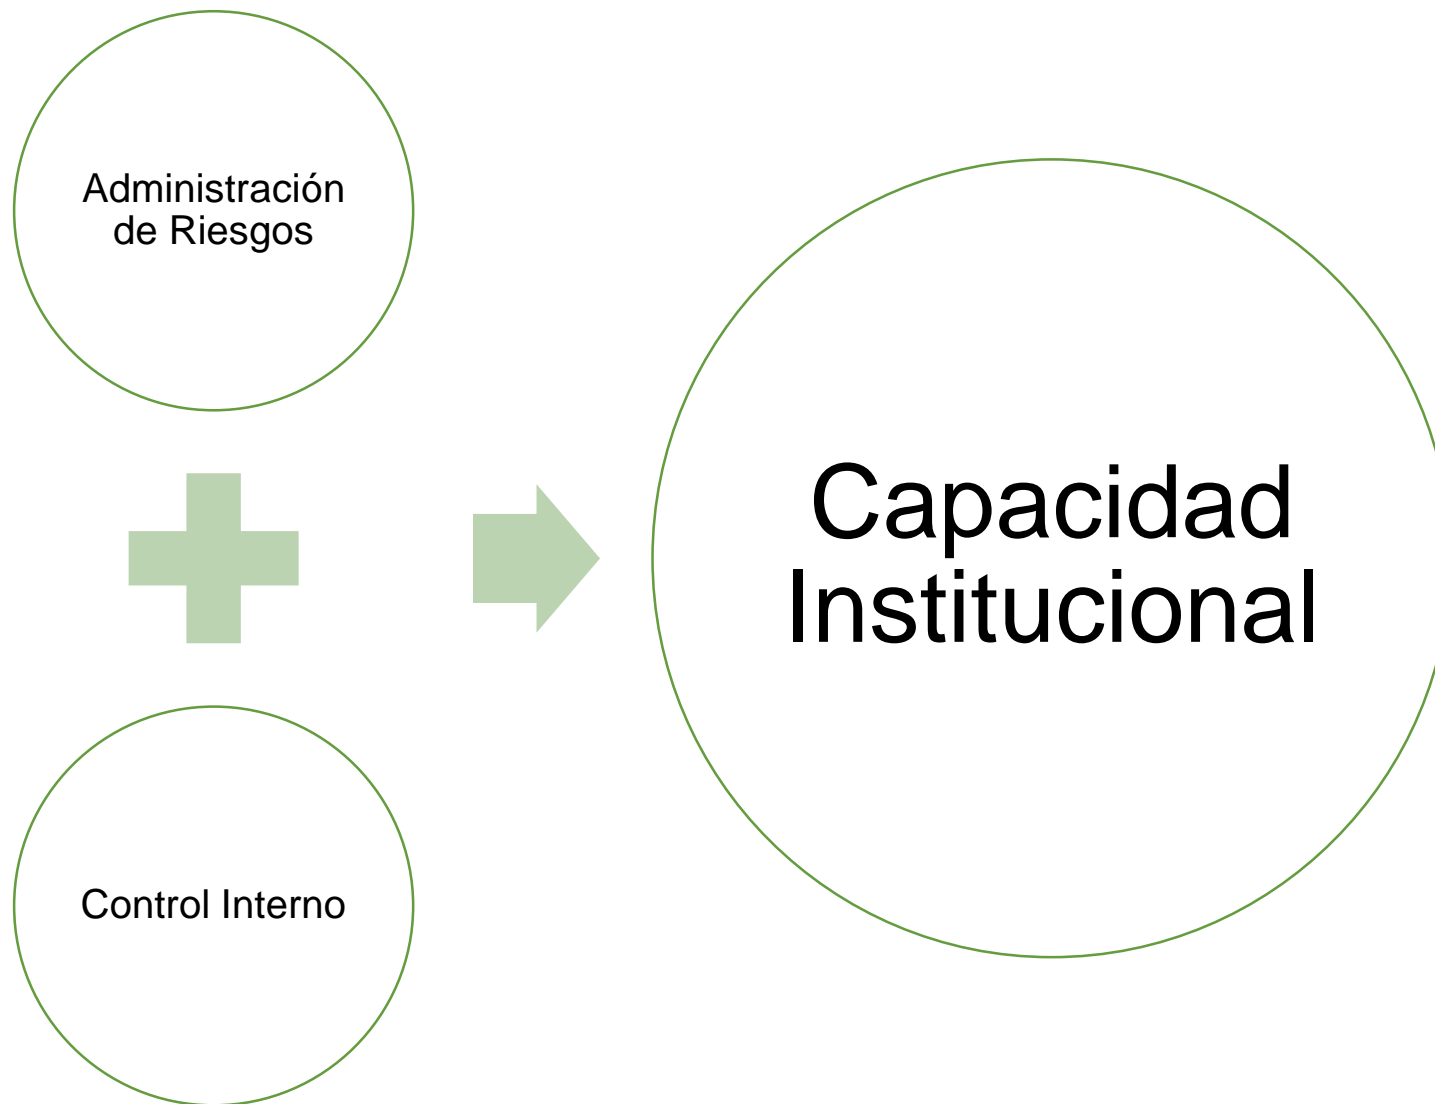 Administración
de Riesgos
Control Interno
Capacidad
Institucional